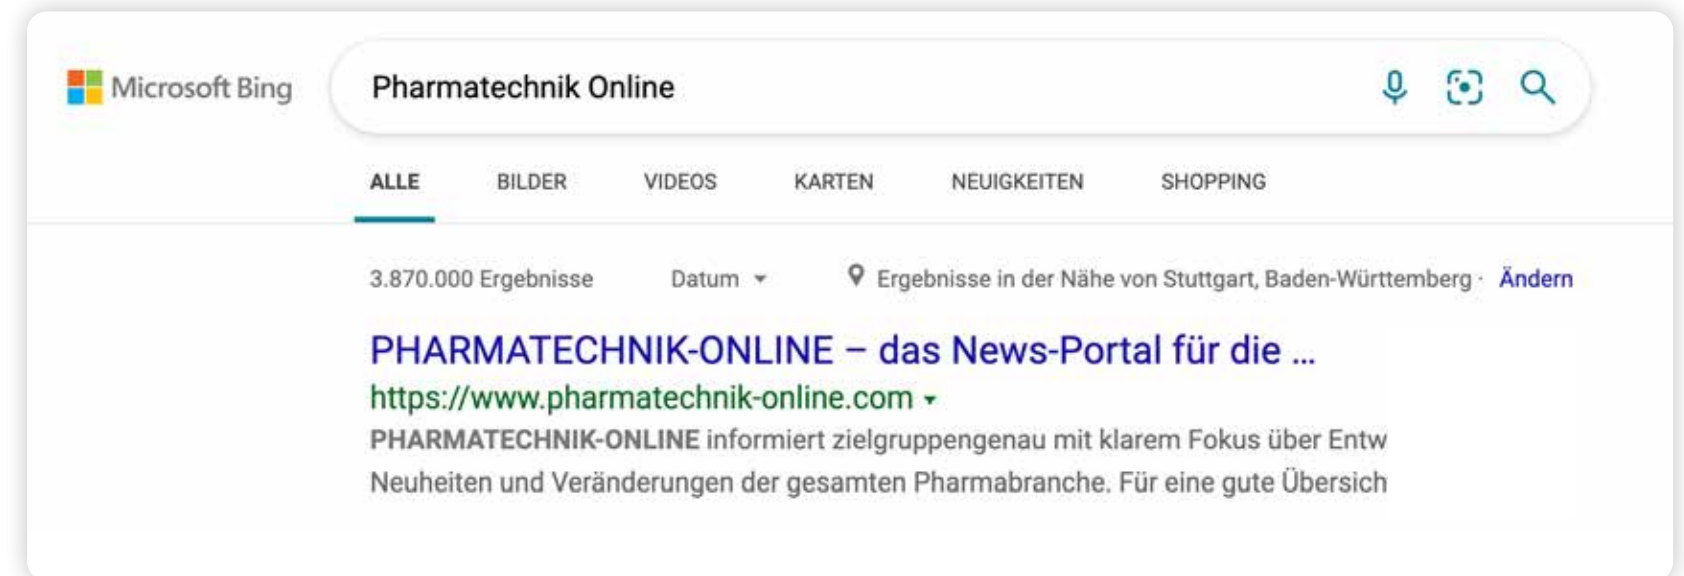 Microsoft Bing
Pharmatechnik Online
ALLE BILDER VIDEOS KARTEN NEUIGKEITEN SHOPPING
3.870.000 Ergebnisse Datum Ergebnisse in der Nähe von Stuttgart, Baden-Württemberg · Ändern
PHARMATECHNIK-ONLINE – das News-Portal für die ...
https://www.pharmatechnik-online.com
PHARMATECHNIK-ONLINE informiert zielgruppengenau mit klarem Fokus über Entw
Neuheiten und Veränderungen der gesamten Pharmabranche. Für eine gute Übersich